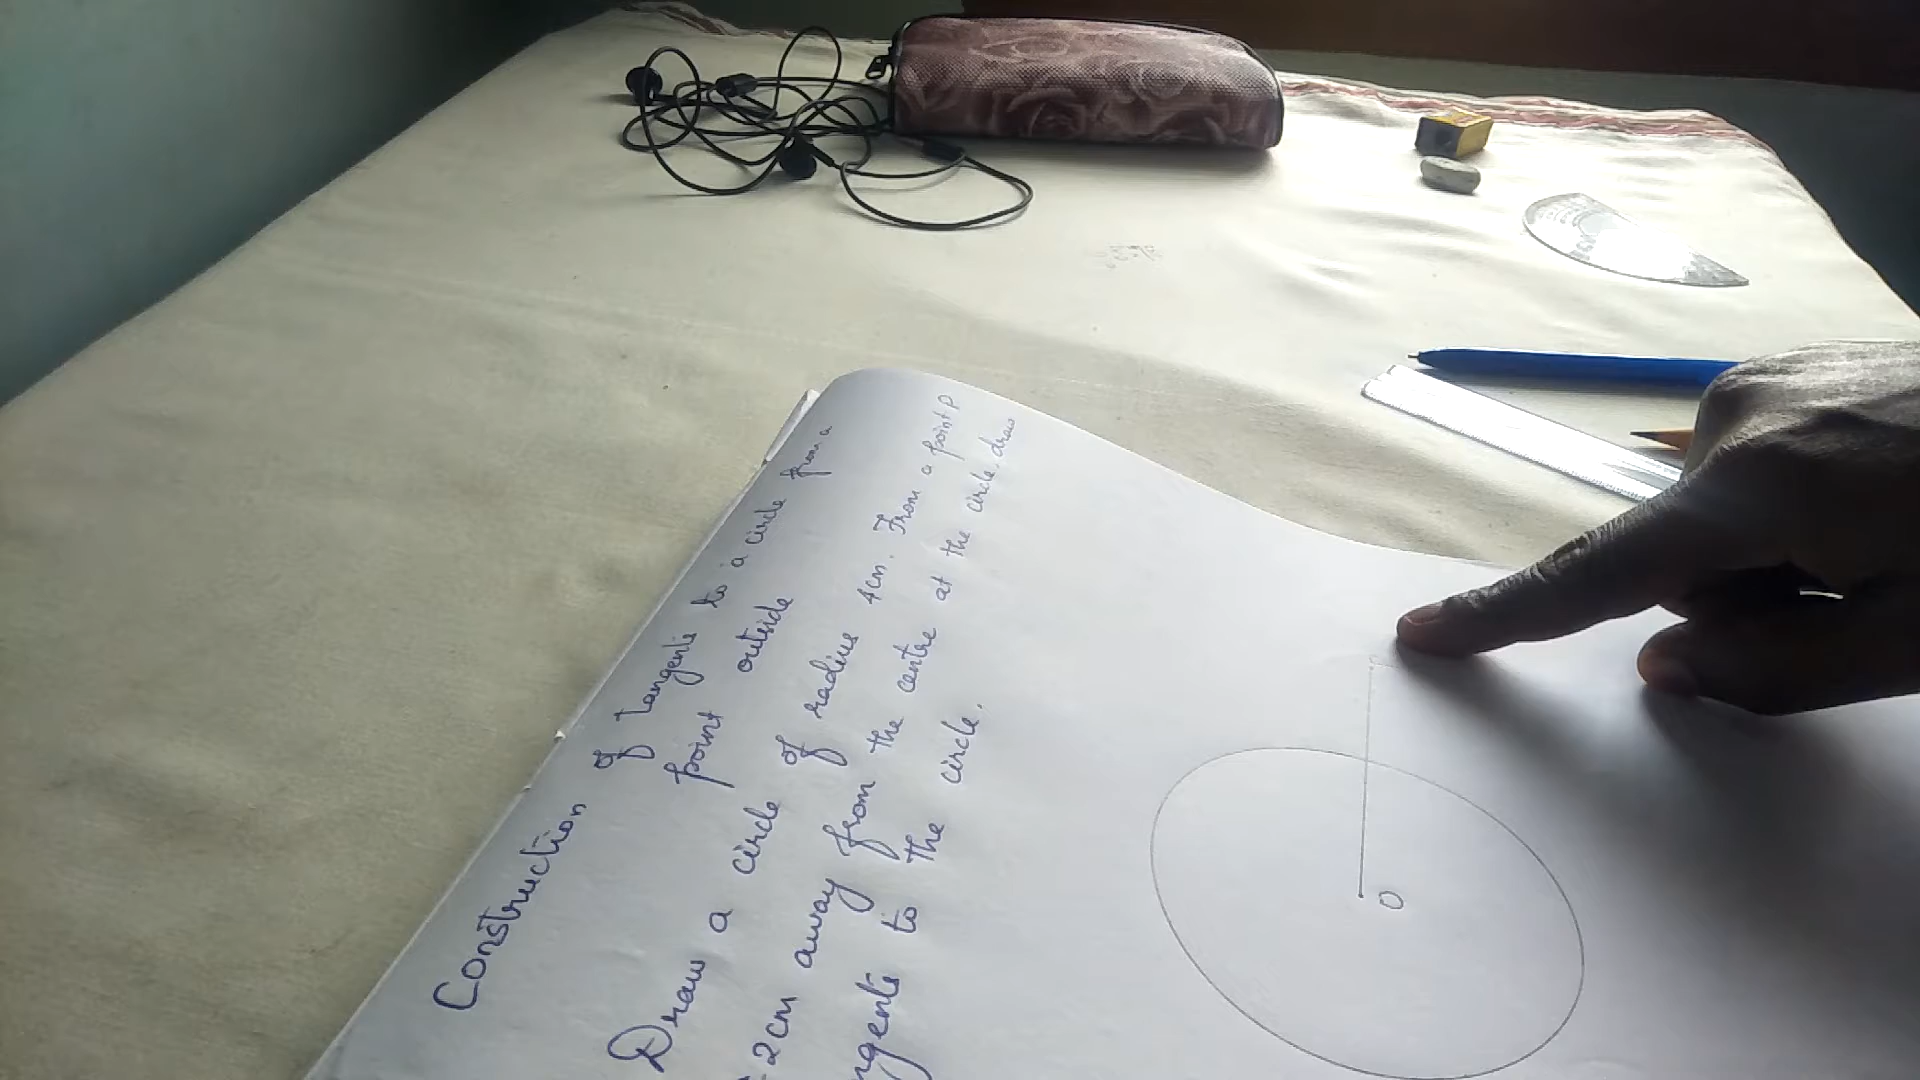 Construction of tangents to a circle from a
point outside
Draw a circle of radius 4cm. From a point P
2cm away from the centre at the circle, draw
ngents to the circle.
O